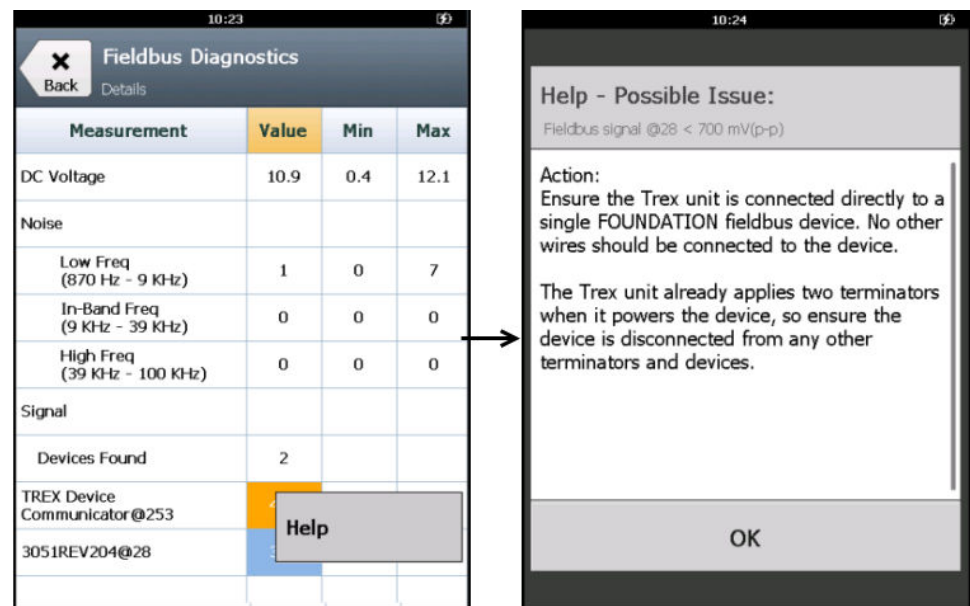 10:23
Back
Fieldbus Diagnostics
Details
Measurement Value Min Max
DC Voltage 10.9 0.4 12.1
Noise
Low Freq
(870 Hz - 9 KHz) 1 0 7
In-Band Freq
(9 KHz - 39 KHz) 0 0 0
High Freq
(39 KHz - 100 KHz) 0 0 0
Signal
Devices Found 2
TREX Device
Communicator@253
3051REV204@28
Help
10:24
Help - Possible Issue:
Fieldbus signal @28 < 700 mV(p-p)
Action:
Ensure the Trex unit is connected directly to a
single FOUNDATION fieldbus device. No other
wires should be connected to the device.
The Trex unit already applies two terminators
when it powers the device, so ensure the
device is disconnected from any other
terminators and devices.
OK